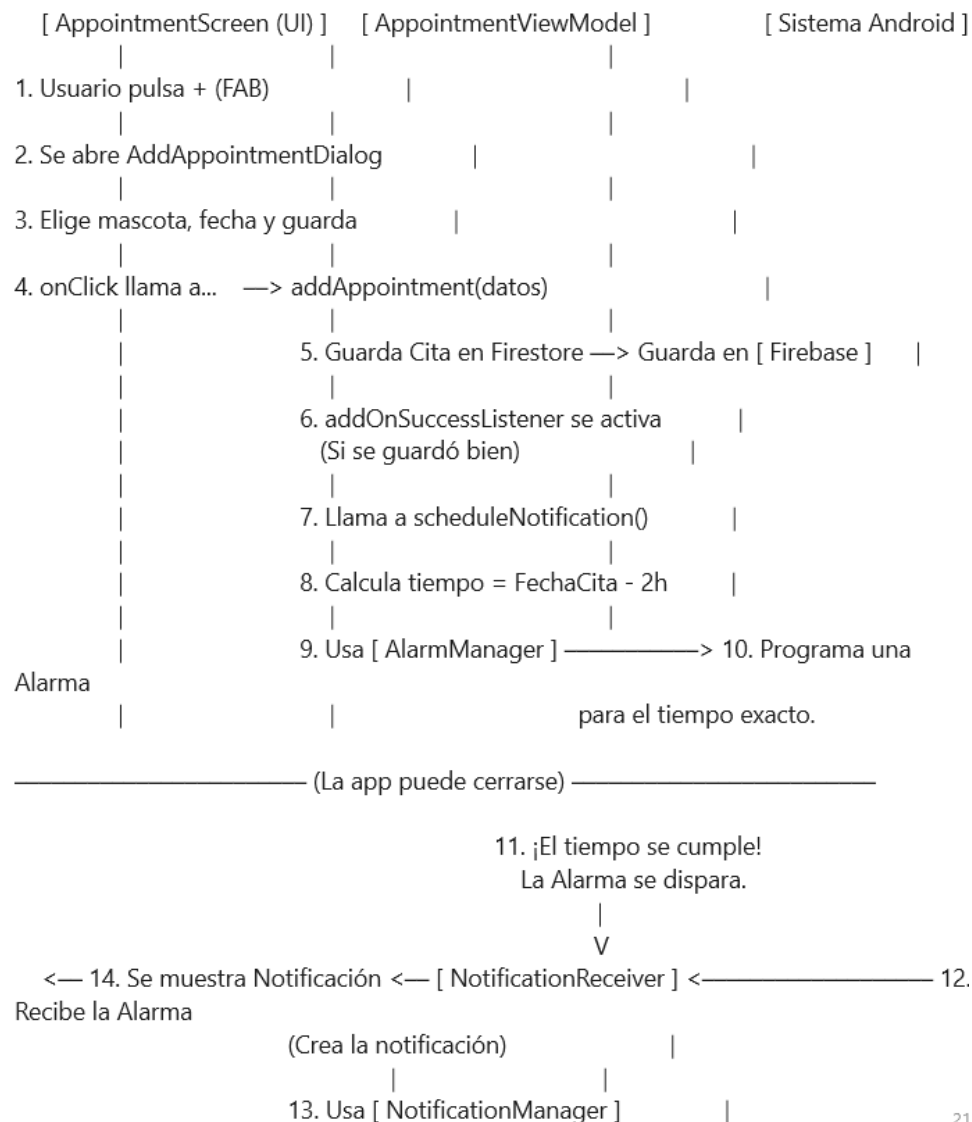 [ AppointmentScreen (UI) ] [ AppointmentViewModel ] [ Sistema Android ]
| | |
1. Usuario pulsa + (FAB) | |
| | |
2. Se abre AddAppointmentDialog | |
| | |
3. Elige mascota, fecha y guarda | |
| | |
4. onClick llama a... —> addAppointment(datos) |
| | |
| 5. Guarda Cita en Firestore —> Guarda en [ Firebase ] |
| | |
| 6. addOnSuccessListener se activa |
| (Si se guardó bien) |
| | |
| 7. Llama a scheduleNotification() |
| | |
| 8. Calcula tiempo = FechaCita - 2h |
| | |
| 9. Usa [ AlarmManager ] —————> 10. Programa una
Alarma
| | para el tiempo exacto.
———————————— (La app puede cerrarse) ————————————
11. ¡El tiempo se cumple!
La Alarma se dispara.
|
V
<— 14. Se muestra Notificación <— [ NotificationReceiver ] <————————— 12.
Recibe la Alarma
(Crea la notificación) |
| |
13. Usa [ NotificationManager ] |
21